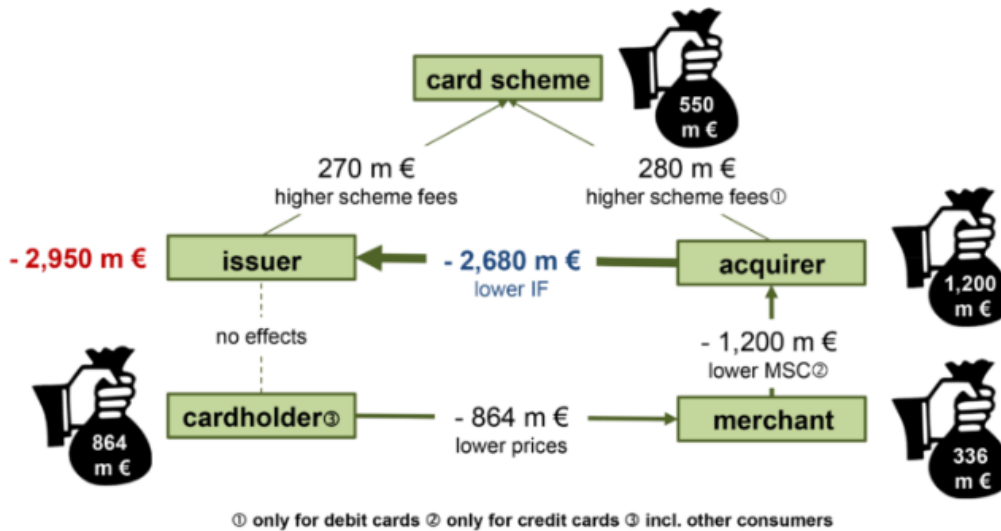 card scheme
550
m €
270 m €
higher scheme fees
280 m €
higher scheme fees①
- 2,950 m €
issuer
- 2,680 m €
lower IF
acquirer
1,200
m €
no effects
- 1,200 m €
lower MSC②
864
m €
cardholder③
- 864 m €
lower prices
merchant
336
m €
① only for debit cards ② only for credit cards ③ incl. other consumers